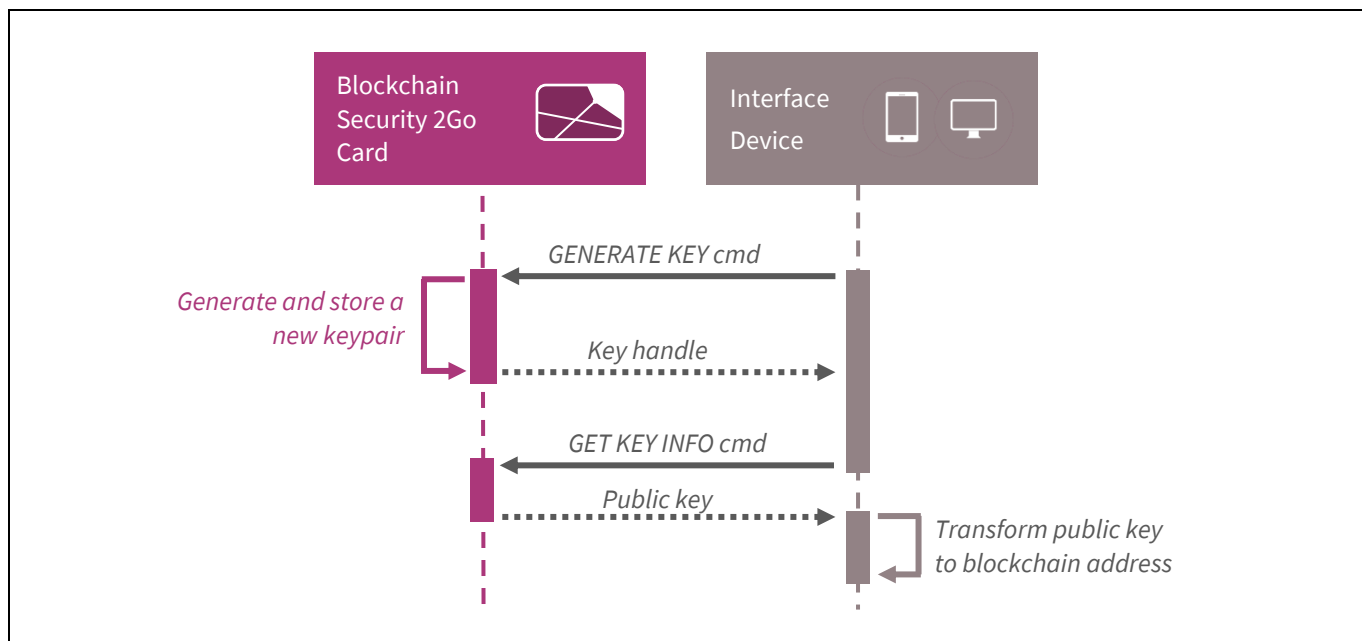 Blockchain
Security 2Go
Card
Interface
Device
GENERATE KEY cmd
Generate and store a
new keypair
Key handle
GET KEY INFO cmd
Public key
Transform public key
to blockchain address